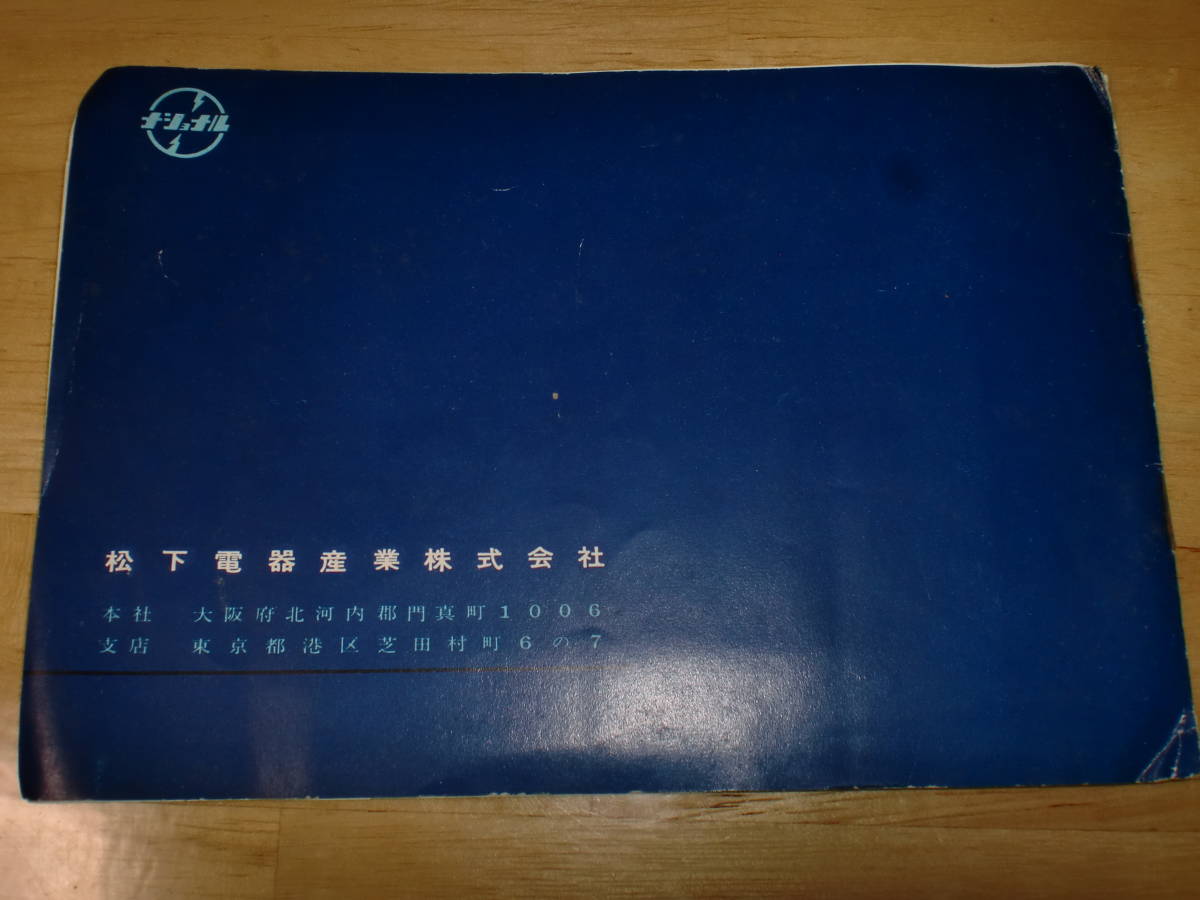 ナショナル
松下電器産業株式会社
本社 大阪府北河内郡門真町1006
支店 東京都港区芝田村町6の7